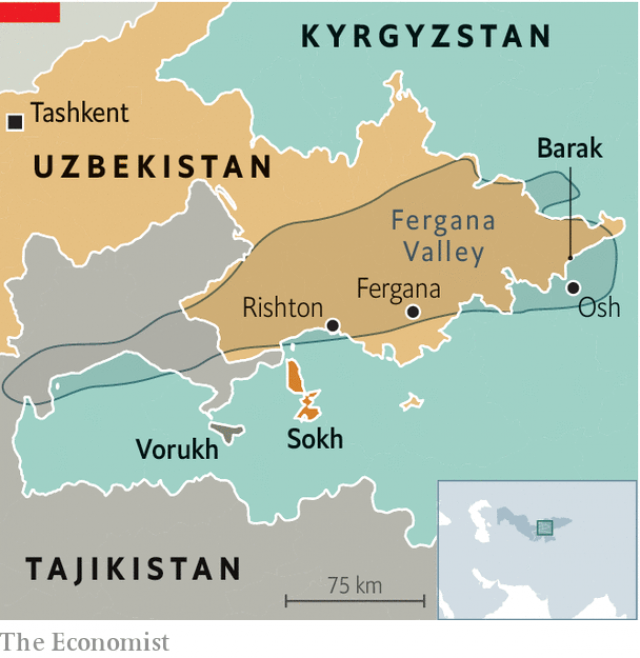 KYRGYZSTAN
Tashkent
UZBEKISTAN
Barak
Fergana
Valley
Fergana
Rishton
Osh
Vorukh
Sokh
TAJIKISTAN
75 km
The Economist